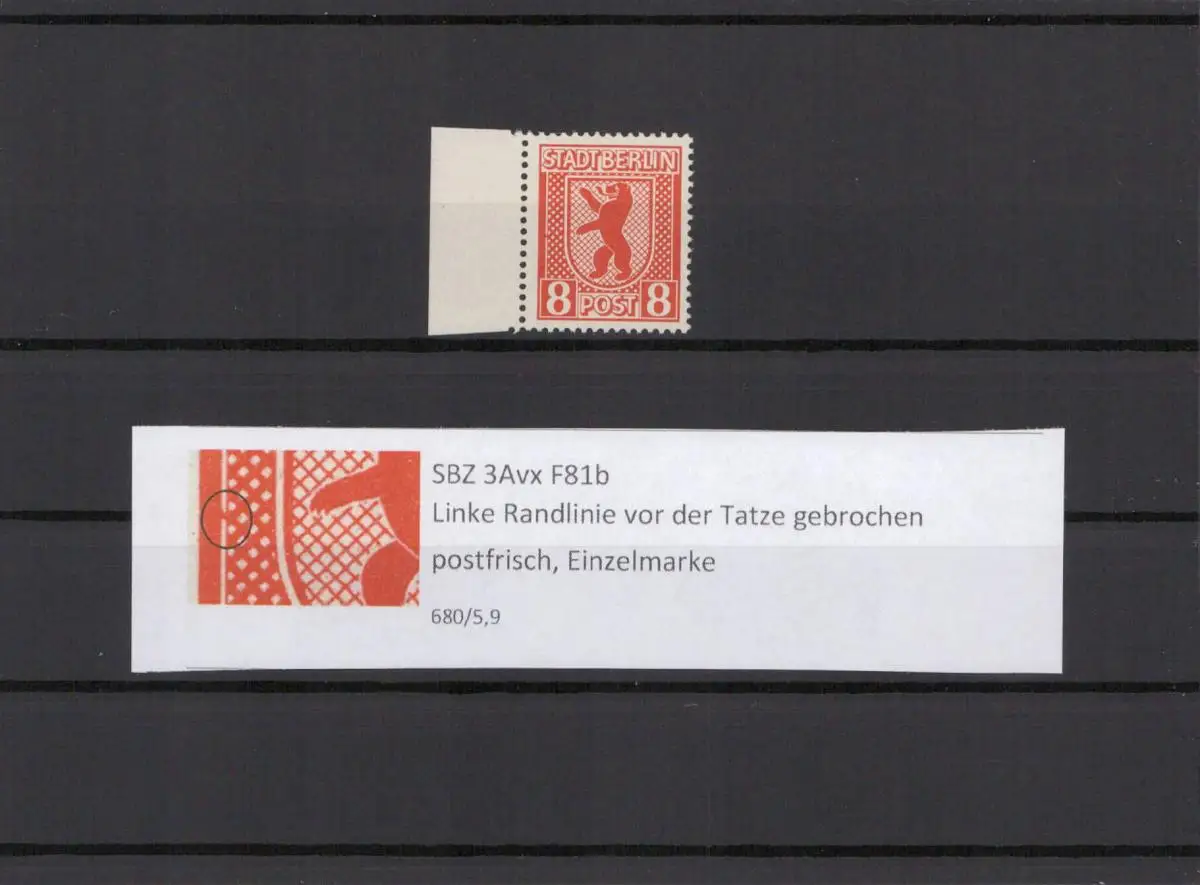 STADT BERLIN
8 POST 8
SBZ 3Avx F81b
Linke Randlinie vor der Tatze gebrochen
postfrisch, Einzelmarke
680/5,9